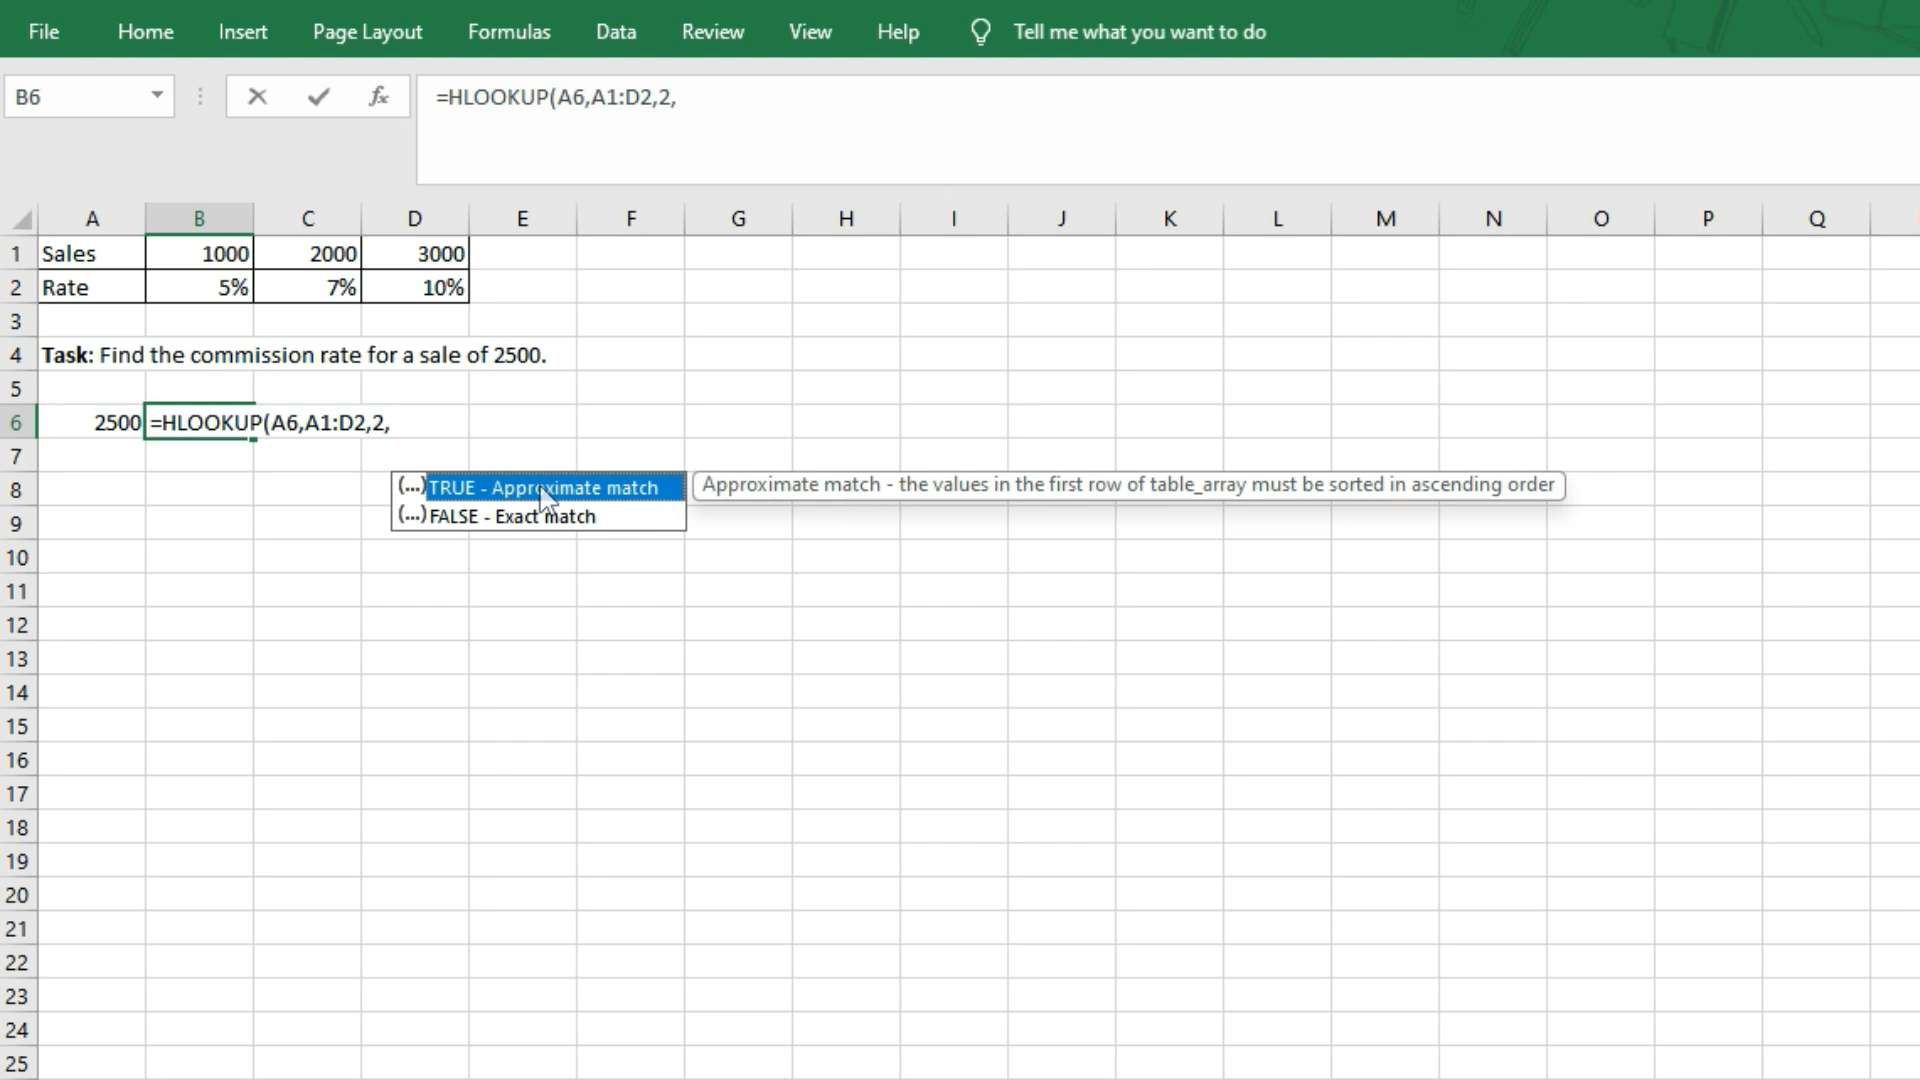 File Home Insert Page Layout Formulas Data Review View Help Tell me what you want to do
B6 fx =HLOOKUP(A6,A1:D2,2,
A B C D E F G H I J K L M N O P Q
1 Sales 1000 2000 3000
2 Rate 5% 7% 10%
3
4 Task: Find the commission rate for a sale of 2500.
5
6 2500 =HLOOKUP(A6,A1:D2,2,
7
8 (...) TRUE - Approximate match Approximate match - the values in the first row of table_array must be sorted in ascending order
9 (...) FALSE - Exact match
10
11
12
13
14
15
16
17
18
19
20
21
22
23
24
25